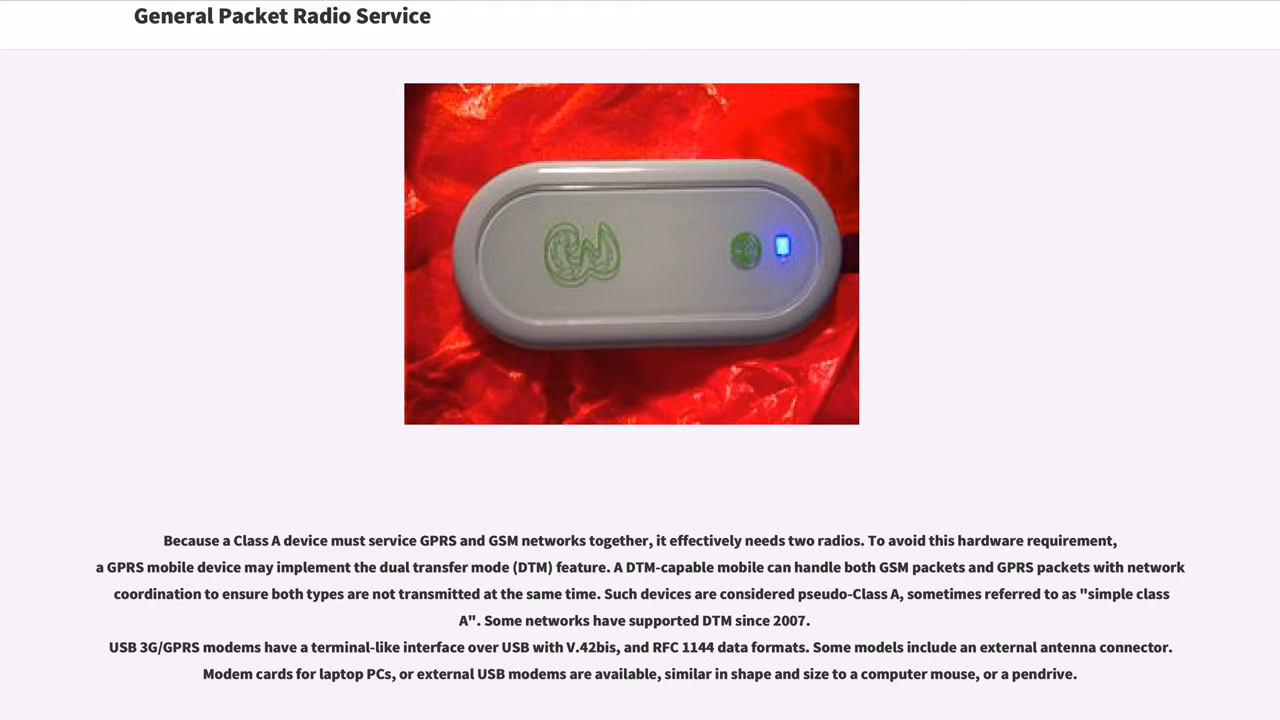 General Packet Radio Service
Because a Class A device must service GPRS and GSM networks together, it effectively needs two radios. To avoid this hardware requirement,
a GPRS mobile device may implement the dual transfer mode (DTM) feature. A DTM-capable mobile can handle both GSM packets and GPRS packets with network
coordination to ensure both types are not transmitted at the same time. Such devices are considered pseudo-Class A, sometimes referred to as "simple class
A". Some networks have supported DTM since 2007.
USB 3G/GPRS modems have a terminal-like interface over USB with V.42bis, and RFC 1144 data formats. Some models include an external antenna connector.
Modem cards for laptop PCs, or external USB modems are available, similar in shape and size to a computer mouse, or a pendrive.